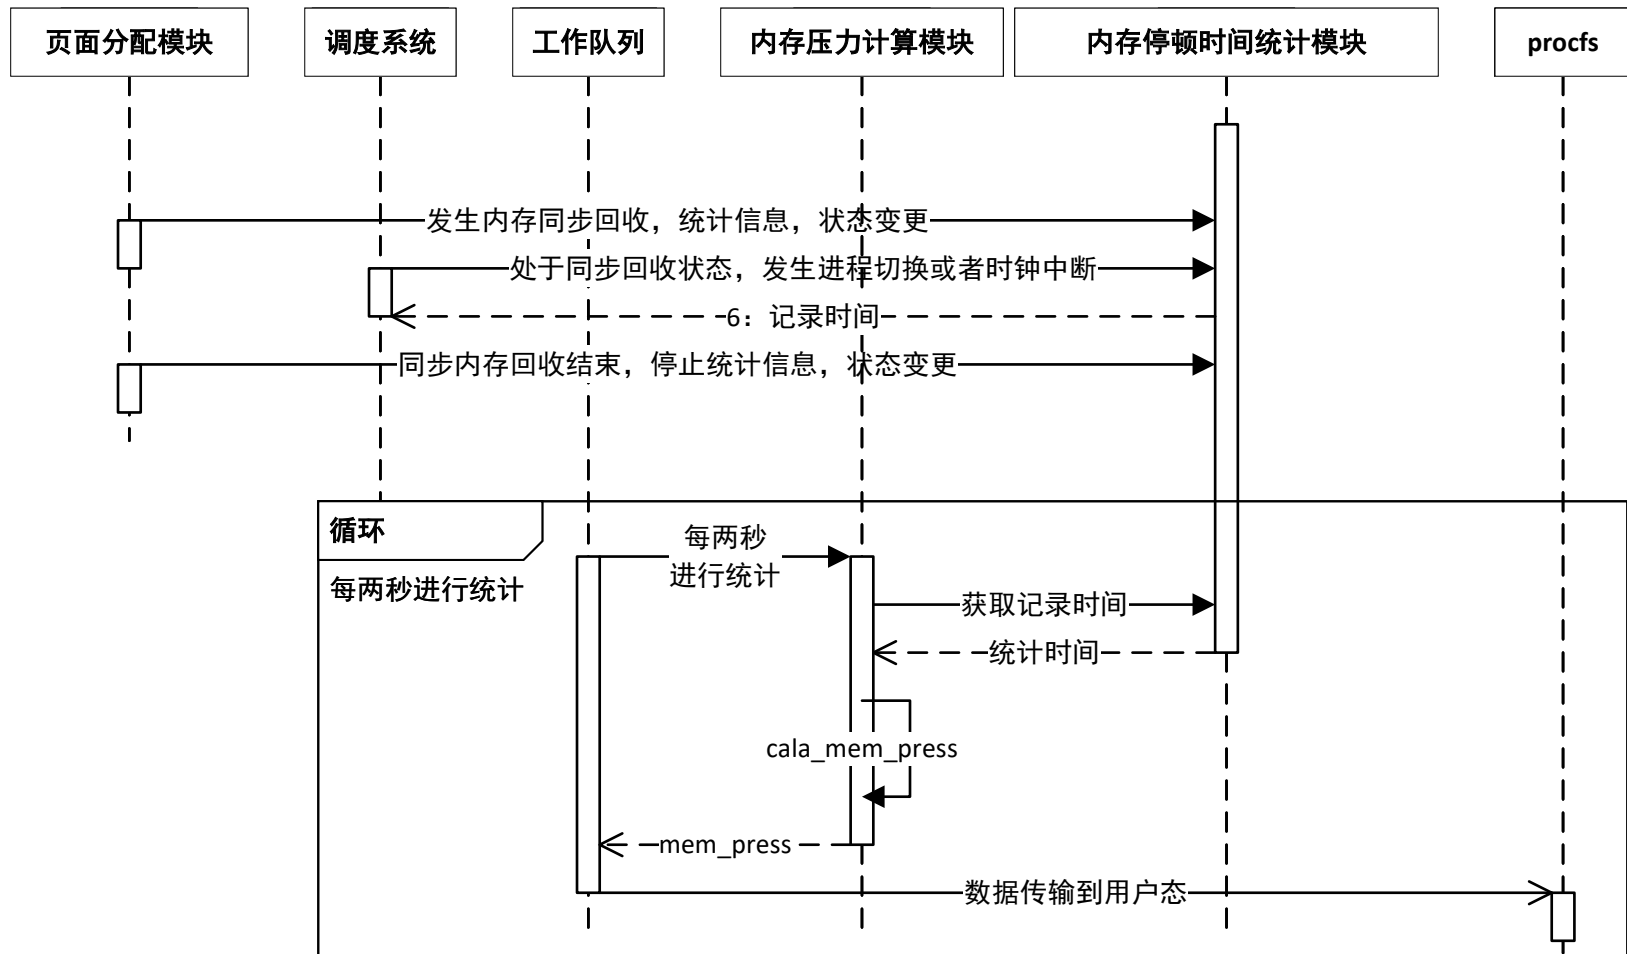 页面分配模块
调度系统
工作队列
内存压力计算模块
内存停顿时间统计模块
procfs
发生内存同步回收，统计信息，状态变更
处于同步回收状态，发生进程切换或者时钟中断
6：记录时间
同步内存回收结束，停止统计信息，状态变更
循环
每两秒进行统计
每两秒
进行统计
获取记录时间
统计时间
cala_mem_press
mem_press
数据传输到用户态